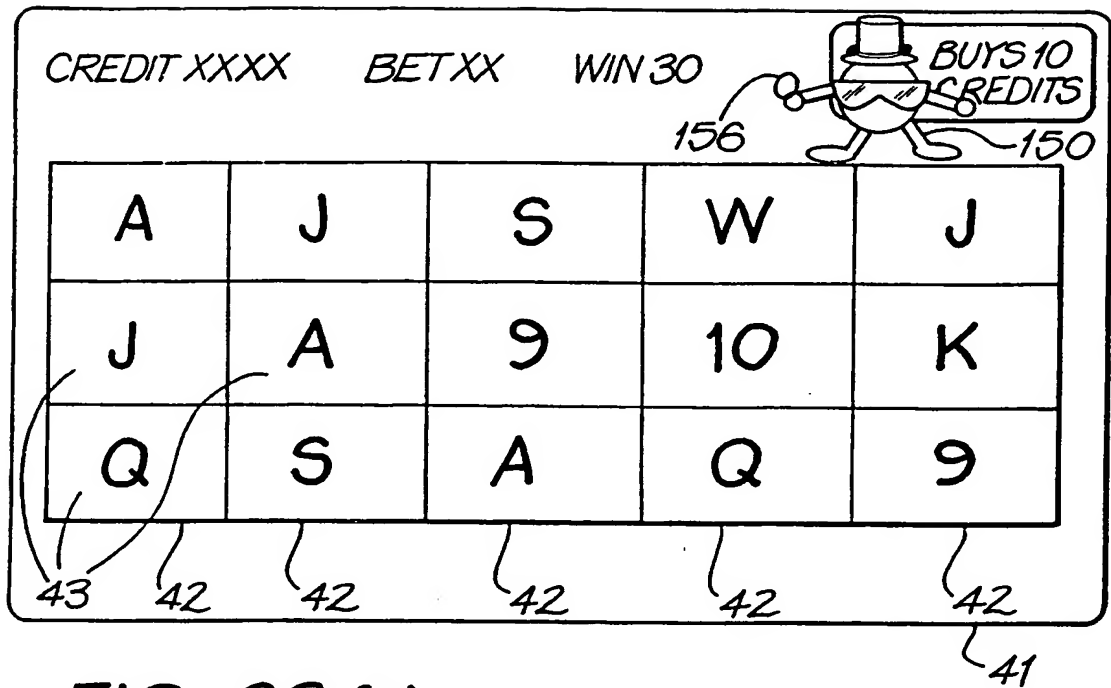 CREDIT XXXX BET XX WIN 30 BUYS 10
CREDITS
156 150
A J S W J
J A 9 10 K
Q S A Q 9
43 42 42 42 42 42
41